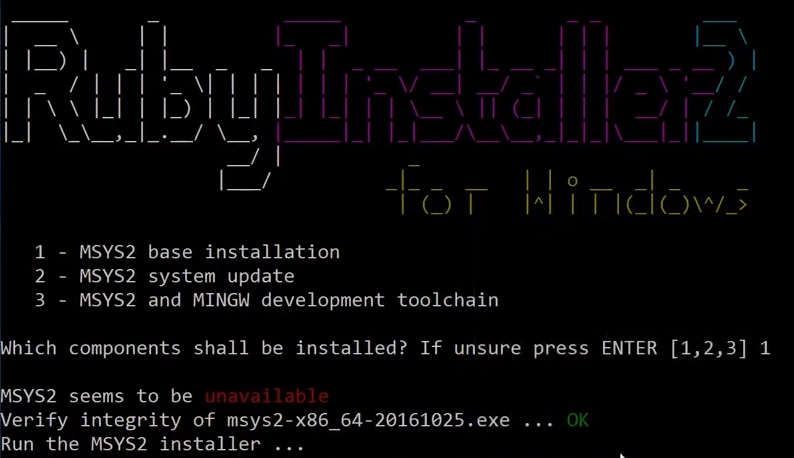 RubyInstaller2
for Windows
1 - MSYS2 base installation
2 - MSYS2 system update
3 - MSYS2 and MINGW development toolchain
Which components shall be installed? If unsure press ENTER [1,2,3] 1
MSYS2 seems to be unavailable
Verify integrity of msys2-x86_64-20161025.exe ... OK
Run the MSYS2 installer ...